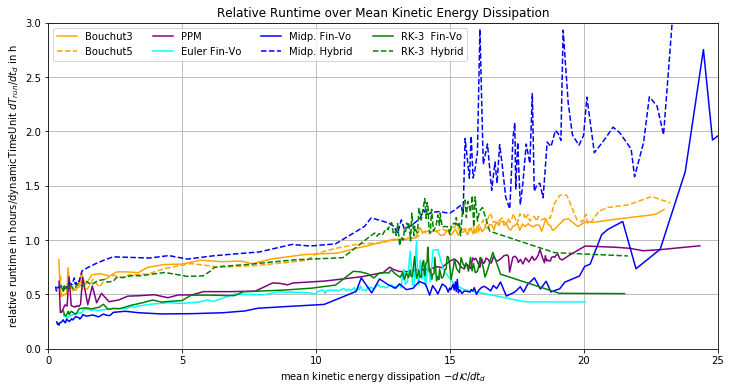 Relative Runtime over Mean Kinetic Energy Dissipation
relative runtime in hours/dynamicTimeUnit dT_run/dt_d in h
3.0
2.5
2.0
1.5
1.0
0.5
0.0
Bouchut3
Bouchut5
PPM
Euler Fin-Vo
Midp. Fin-Vo
Midp. Hybrid
RK-3 Fin-Vo
RK-3 Hybrid
0 5 10 15 20 25
mean kinetic energy dissipation −dK/dt_d